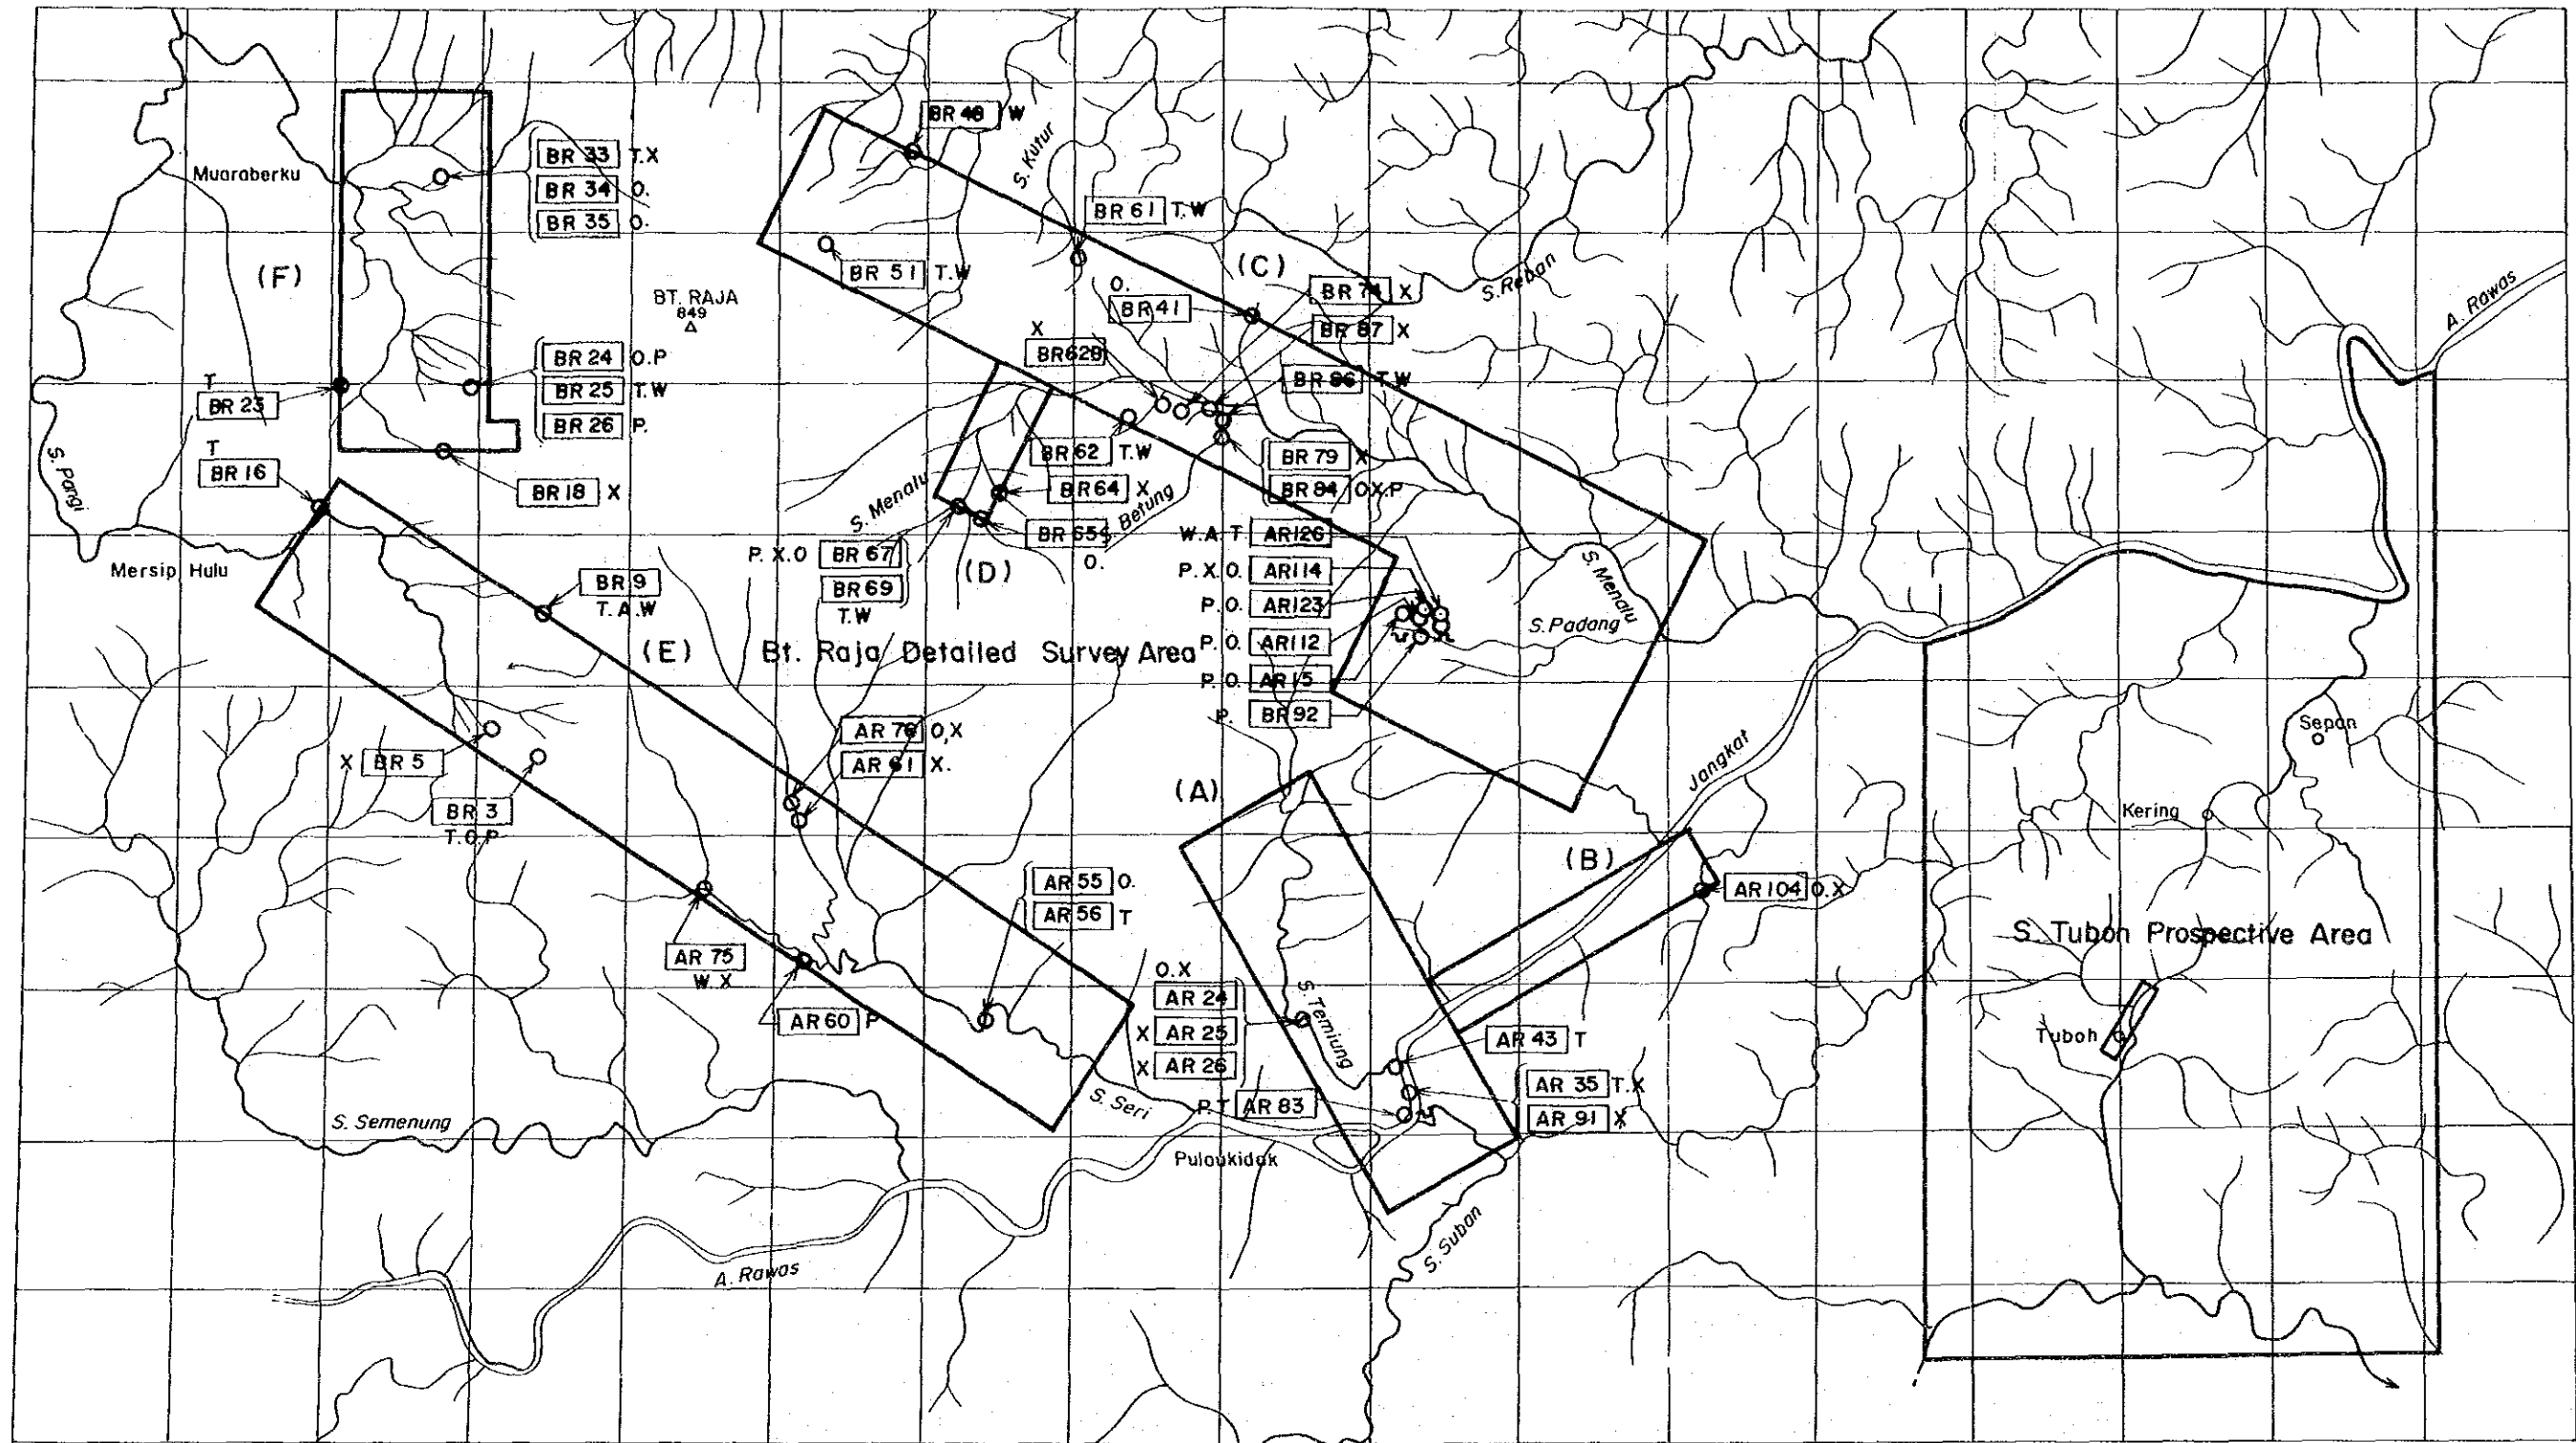 BR 48 W
S. Kutur
Muaraberku
BR 33 T.X
BR 34 O.
BR 35 O.
BR 61 T.W
(F)
BR 51 T.W
(C)
S. Reban
A. Rawas
BT. RAJA
849
O.
BR 41
BR 74 X
BR 87 X
X
BR62B
BR 86 T.W
BR 24 O.P
BR 25 T.W
BR 26 P.
T
BR 23
T
BR 16
S. Pangi
BR 18 X
BR 62 T.W
BR 64 X
BR 65
O.
S. Menalu
S. Betung
BR 79 X
BR 84 O.X.P
Mersip Hulu
P. X.O BR 67
BR 69
T.W
(D)
W.A.T AR126
P.X.O. AR114
P.O. AR123
P.O. AR112
P.O. AR15
P. BR92
S. Menalu
S. Padang
BR 9
T.A.W
(E)
Bt. Raja Detailed Survey Area
AR 76 O,X
AR 61 X.
X BR 5
BR 3
T.O.P
Sepan
Kering
Jangkat
(A)
(B)
AR 55 O.
AR 56 T
AR 104 O.X
S. Tubon Prospective Area
AR 75
W.X
AR 60 P
O.X
AR 24
X AR 25
X AR 26
S. Temiung
AR 43 T
Tuboh
P.T AR 83
AR 35 T.X
AR 91 X
S. Seri
S. Semenung
Puloukidak
S. Suban
A. Rawas